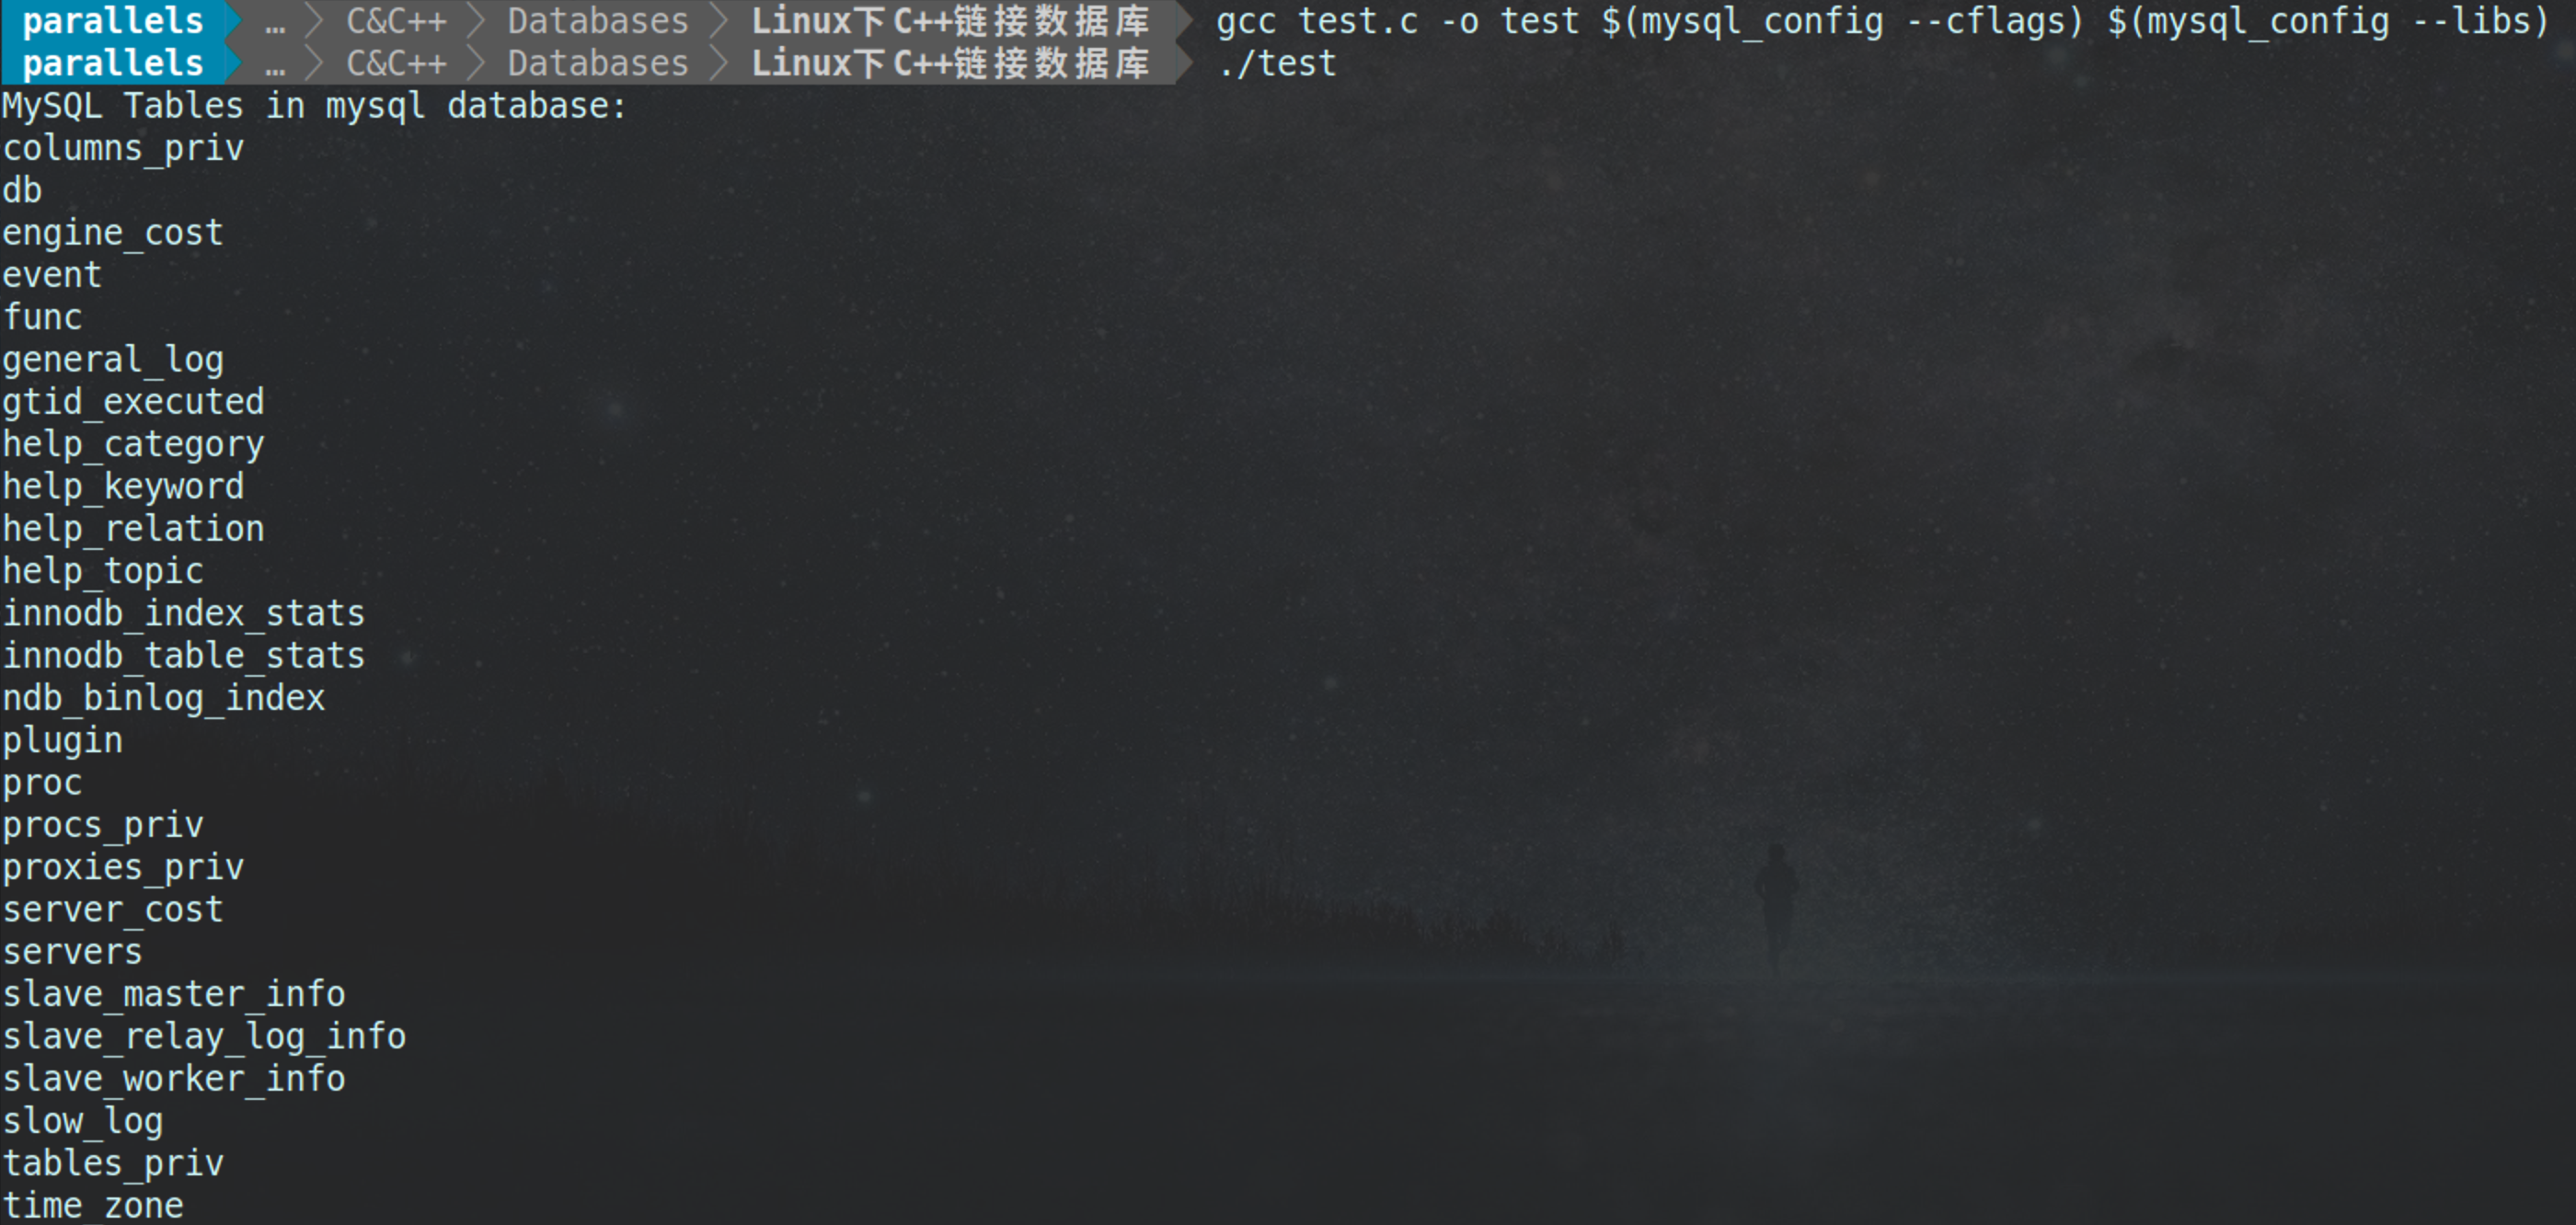 parallels … C&C++ Databases Linux下C++链接数据库 gcc test.c -o test $(mysql_config --cflags) $(mysql_config --libs)
parallels … C&C++ Databases Linux下C++链接数据库 ./test
MySQL Tables in mysql database:
columns_priv
db
engine_cost
event
func
general_log
gtid_executed
help_category
help_keyword
help_relation
help_topic
innodb_index_stats
innodb_table_stats
ndb_binlog_index
plugin
proc
procs_priv
proxies_priv
server_cost
servers
slave_master_info
slave_relay_log_info
slave_worker_info
slow_log
tables_priv
time_zone